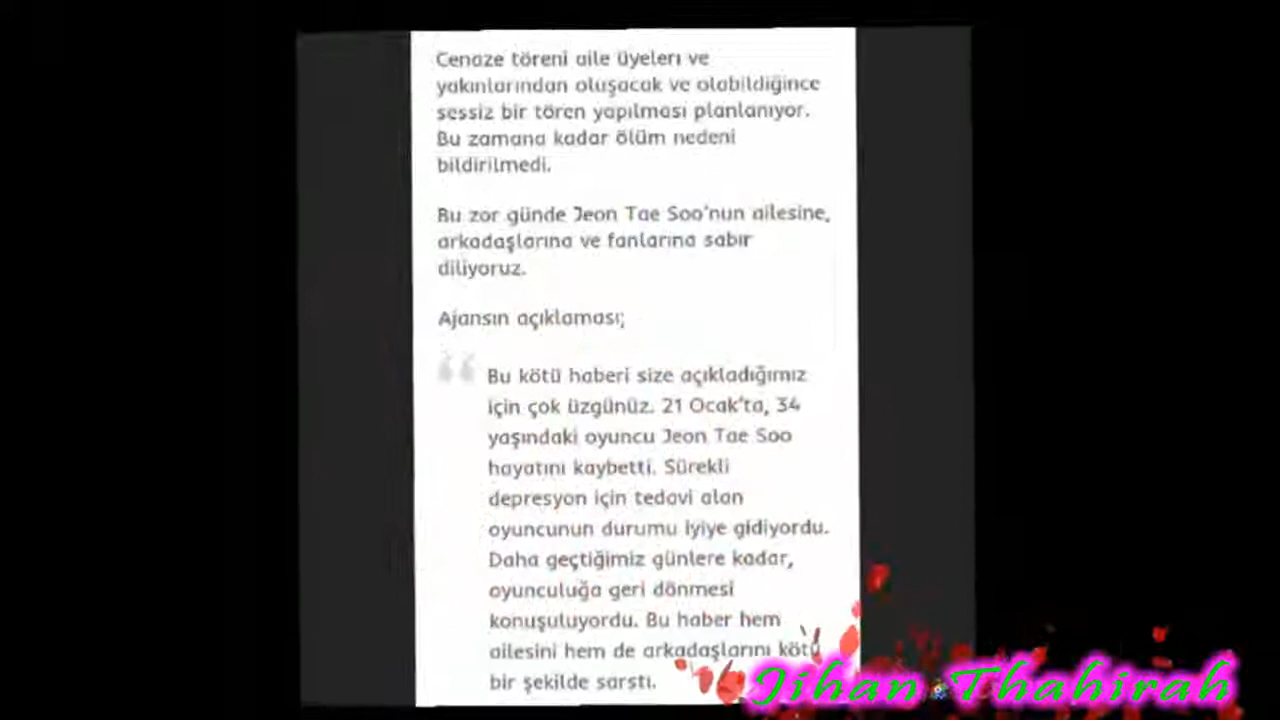 Cenaze töreni aile üyeleri ve
yakınlarından oluşacak ve olabildiğince
sessiz bir tören yapılması planlanıyor.
Bu zamana kadar ölüm nedeni
bildirilmedi.
Bu zor günde Jeon Tae Soo'nun ailesine,
arkadaşlarına ve fanlarına sabır
diliyoruz.
Ajansın açıklaması;
“ Bu kötü haberi size açıkladığımız
için çok üzgünüz. 21 Ocak'ta, 34
yaşındaki oyuncu Jeon Tae Soo
hayatını kaybetti. Sürekli
depresyon için tedavi alan
oyuncunun durumu iyiye gidiyordu.
Daha geçtiğimiz günlere kadar,
oyunculuğa geri dönmesi
konuşuluyordu. Bu haber hem
ailesini hem de arkadaşlarını kötü
bir şekilde sarstı.
Jihan Thahirah